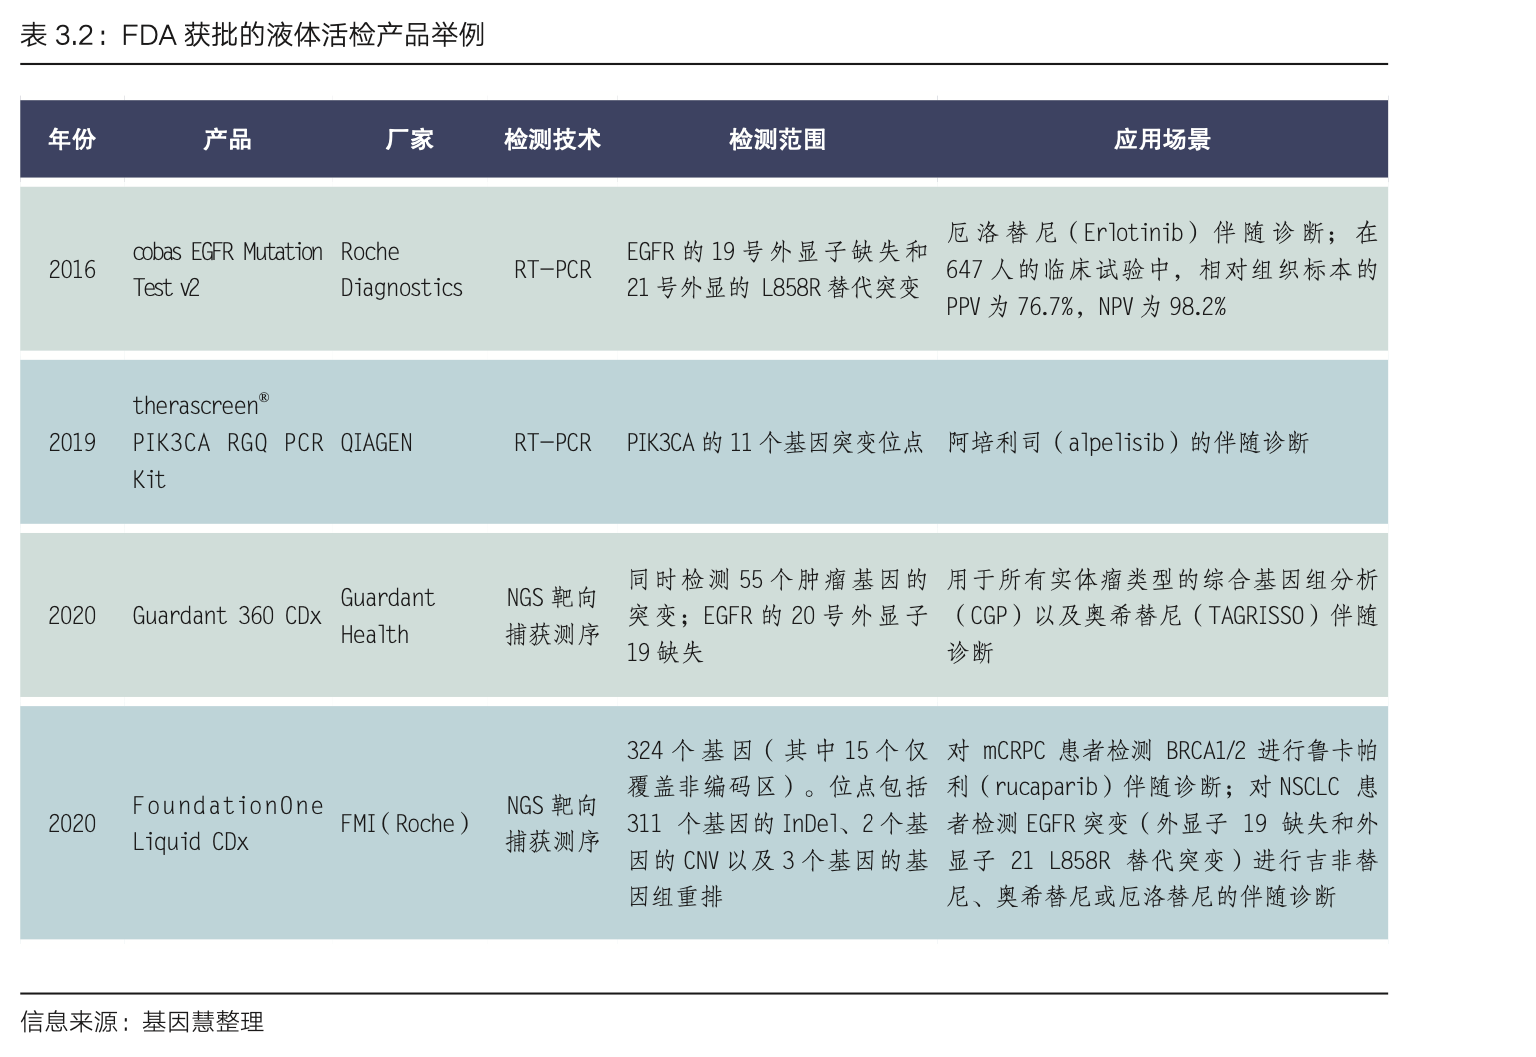 表 3.2：FDA 获批的液体活检产品举例
年份 产品 厂家 检测技术 检测范围 应用场景
2016
cobas EGFR Mutation
Test v2
Roche
Diagnostics
RT-PCR
EGFR 的 19 号外显子缺失和
21 号外显的 L858R 替代突变
厄洛替尼（Erlotinib）伴随诊断；在
647 人的临床试验中，相对组织标本的
PPV 为 76.7%，NPV 为 98.2%
2019
therascreen®
PIK3CA RGQ PCR
Kit
QIAGEN
RT-PCR
PIK3CA 的 11 个基因突变位点
阿培利司（alpelisib）的伴随诊断
2020
Guardant 360 CDx
Guardant
Health
NGS 靶向
捕获测序
同时检测 55 个肿瘤基因的
突变；EGFR 的 20 号外显子
19 缺失
用于所有实体瘤类型的综合基因组分析
（CGP）以及奥希替尼（TAGRISSO）伴随
诊断
2020
FoundationOne
Liquid CDx
FMI（Roche）
NGS 靶向
捕获测序
324 个基因（其中 15 个仅
覆盖非编码区）。位点包括
311 个基因的 InDel、2 个基
因的 CNV 以及 3 个基因的基
因组重排
对 mCRPC 患者检测 BRCA1/2 进行鲁卡帕
利（rucaparib）伴随诊断；对 NSCLC 患
者检测 EGFR 突变（外显子 19 缺失和外
显子 21 L858R 替代突变）进行吉非替
尼、奥希替尼或厄洛替尼的伴随诊断
信息来源：基因慧整理